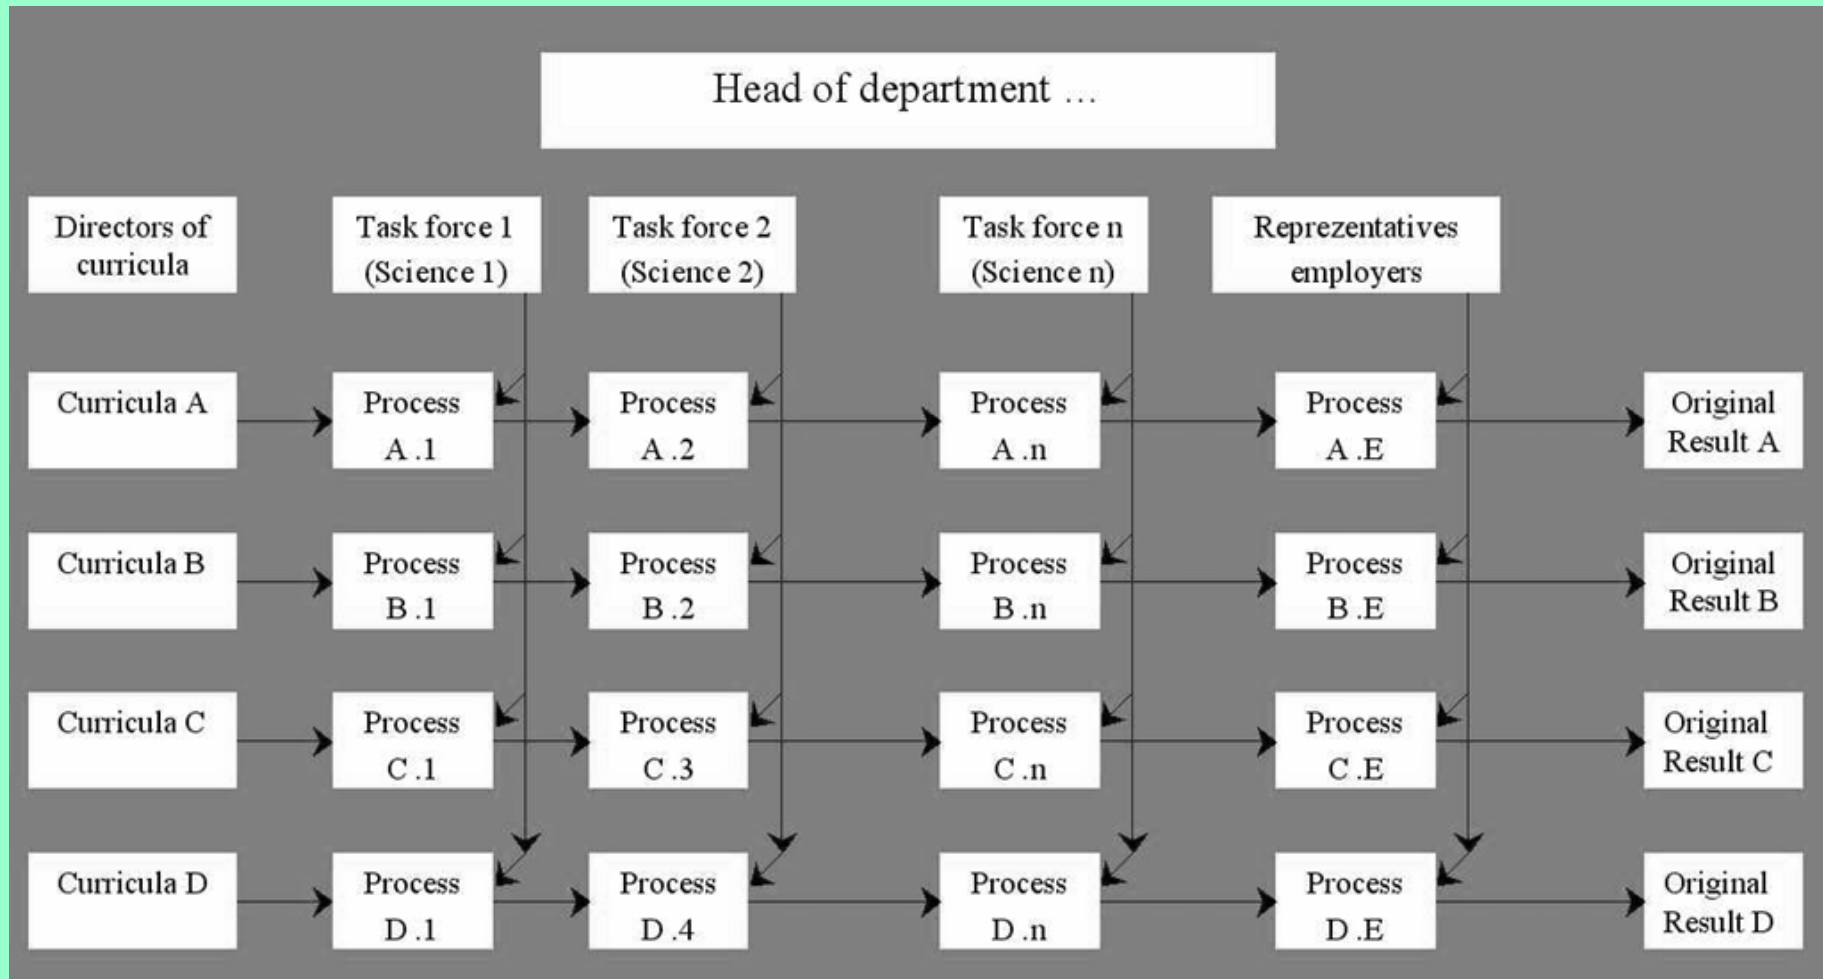 Head of department ...
Directors of
curricula
Task force 1
(Science 1)
Task force 2
(Science 2)
Task force n
(Science n)
Reprezentatives
employers
Curricula A
Process
A .1
Process
A .2
Process
A .n
Process
A .E
Original
Result A
Curricula B
Process
B .1
Process
B .2
Process
B .n
Process
B .E
Original
Result B
Curricula C
Process
C .1
Process
C .3
Process
C .n
Process
C .E
Original
Result C
Curricula D
Process
D .1
Process
D .4
Process
D .n
Process
D .E
Original
Result D